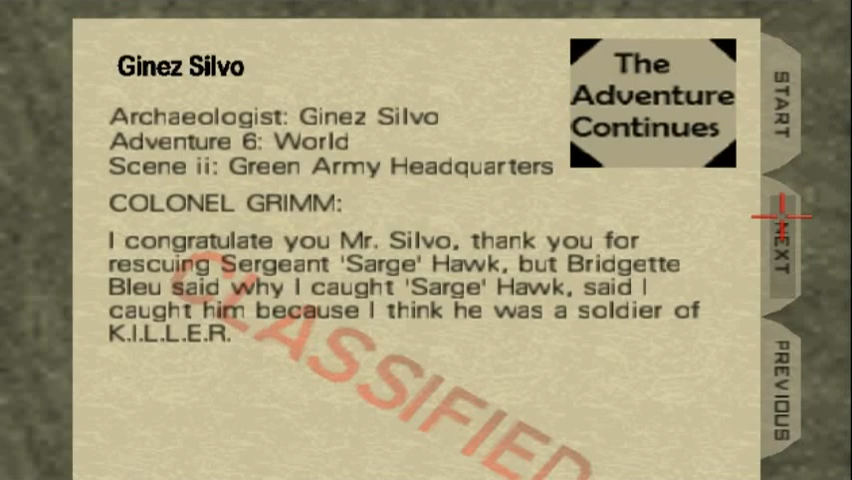 Ginez Silvo
The
Adventure
Continues
Archaeologist: Ginez Silvo
Adventure 6: World
Scene ii: Green Army Headquarters
COLONEL GRIMM:
I congratulate you Mr. Silvo, thank you for
rescuing Sergeant 'Sarge' Hawk, but Bridgette
Bleu said why I caught 'Sarge' Hawk, said I
caught him because I think he was a soldier of
K.I.L.L.E.R.
CLASSIFIED
START
NEXT
PREVIOUS